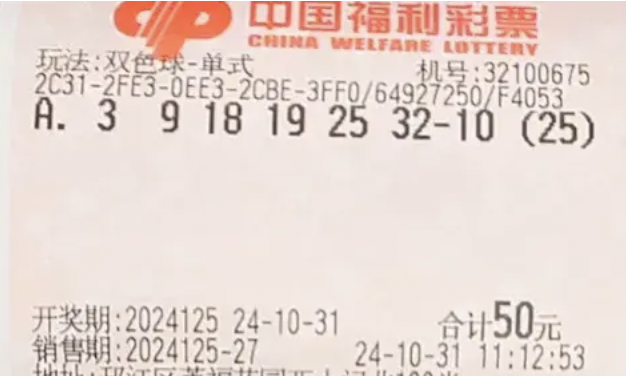 中国福利彩票
CHINA WELFARE LOTTERY
玩法:双色球-单式 机号:32100675
2C31-2FE3-0EE3-2CBE-3FF0/64927250/F4053
A. 3 9 18 19 25 32-10 (25)
开奖期:2024125 24-10-31 合计50元
销售期:2024125-27 24-10-31 11:12:53